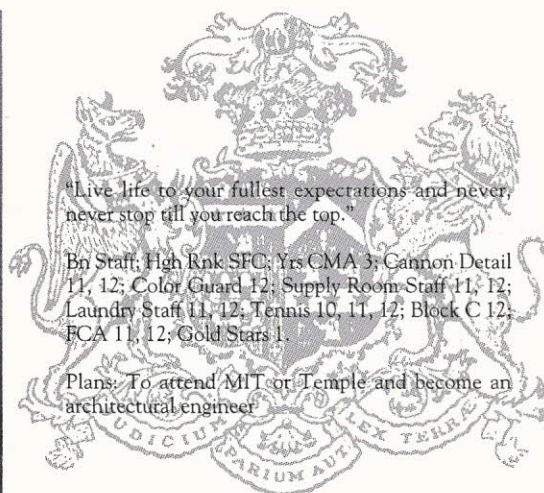 “Live life to your fullest expectations and never,
never stop till you reach the top.”
Bn Staff; Hgh Rnk SFC; Yrs CMA 3; Cannon Detail
11, 12; Color Guard 12; Supply Room Staff 11, 12;
Laundry Staff 11, 12; Tennis 10, 11, 12; Block C 12;
FCA 11, 12; Gold Stars 1.
Plans: To attend MIT or Temple and become an
architectural engineer
JUDICIUM PARIUM AUT LEX TERRÆ